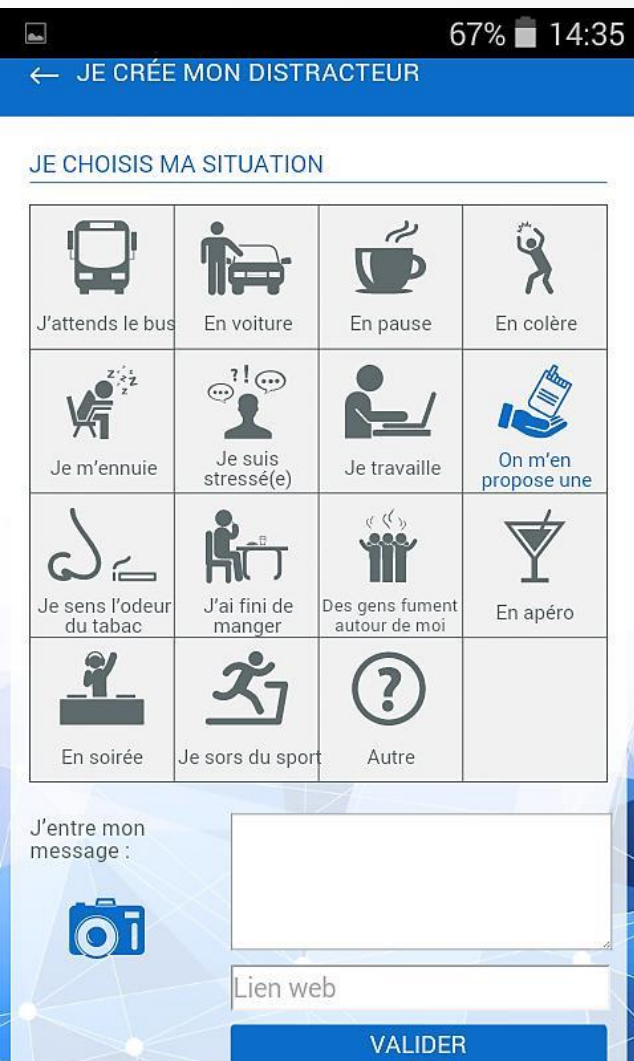 67% 14:35
← JE CRÉE MON DISTRACTEUR
JE CHOISIS MA SITUATION
J'attends le bus
En voiture
En pause
En colère
z z z z
Je m'ennuie
?!
Je suis
stressé(e)
Je travaille
On m'en
propose une
Je sens l'odeur
du tabac
J'ai fini de
manger
Des gens fument
autour de moi
En apéro
En soirée
Je sors du sport
?
Autre
J'entre mon
message :
Lien web
VALIDER